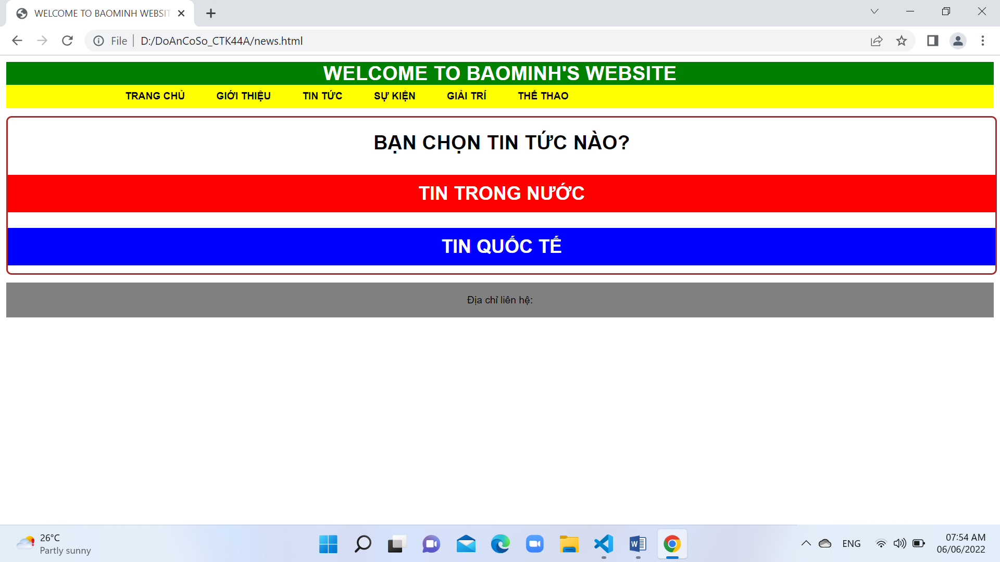 WELCOME TO BAOMINH WEBSIT
File D:/DoAnCoSo_CTK44A/news.html
WELCOME TO BAOMINH'S WEBSITE
TRANG CHỦ GIỚI THIỆU TIN TỨC SỰ KIỆN GIẢI TRÍ THỂ THAO
BẠN CHỌN TIN TỨC NÀO?
TIN TRONG NƯỚC
TIN QUỐC TẾ
Địa chỉ liên hệ:
26°C
Partly sunny
W
ENG
07:54 AM
06/06/2022